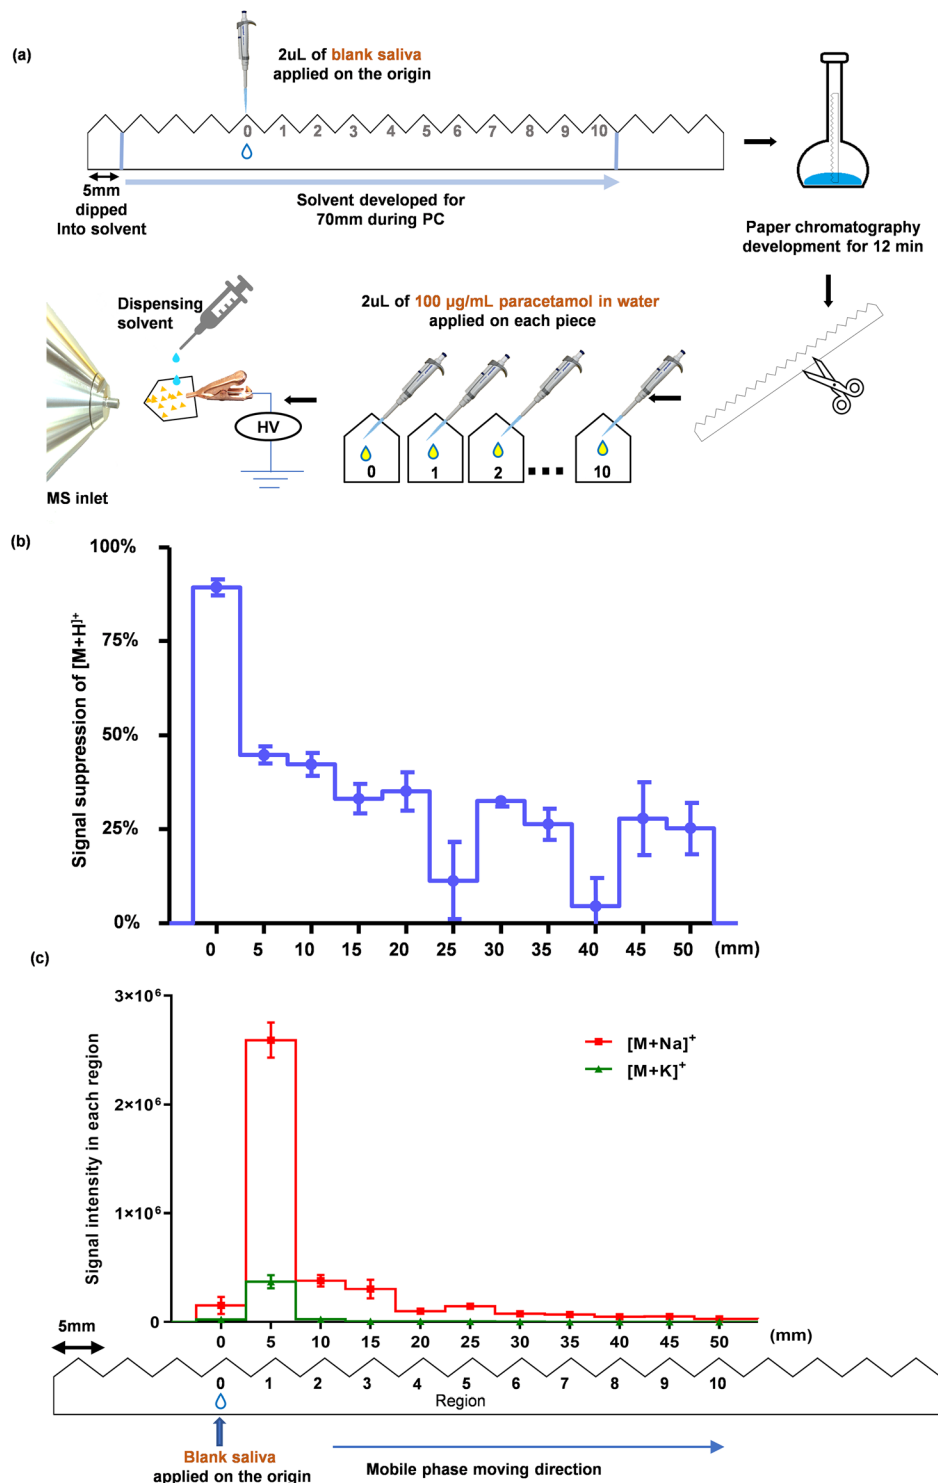 (a)
2uL of blank saliva
applied on the origin
0 1 2 3 4 5 6 7 8 9 10
5mm
dipped
Into solvent
Solvent developed for
70mm during PC
Paper chromatography
development for 12 min
Dispensing
solvent
HV
MS inlet
2uL of 100 µg/mL paracetamol in water
applied on each piece
0 1 2 10
(b)
Signal suppression of [M+H]⁺
100%
75%
50%
25%
0%
0 5 10 15 20 25 30 35 40 45 50 (mm)
(c)
Signal intensity in each region
3×10⁶
2×10⁶
1×10⁶
0
[M+Na]⁺
[M+K]⁺
0 5 10 15 20 25 30 35 40 45 50 (mm)
5mm
0 1 2 3 4 5 6 7 8 9 10
Region
Blank saliva
applied on the origin
Mobile phase moving direction